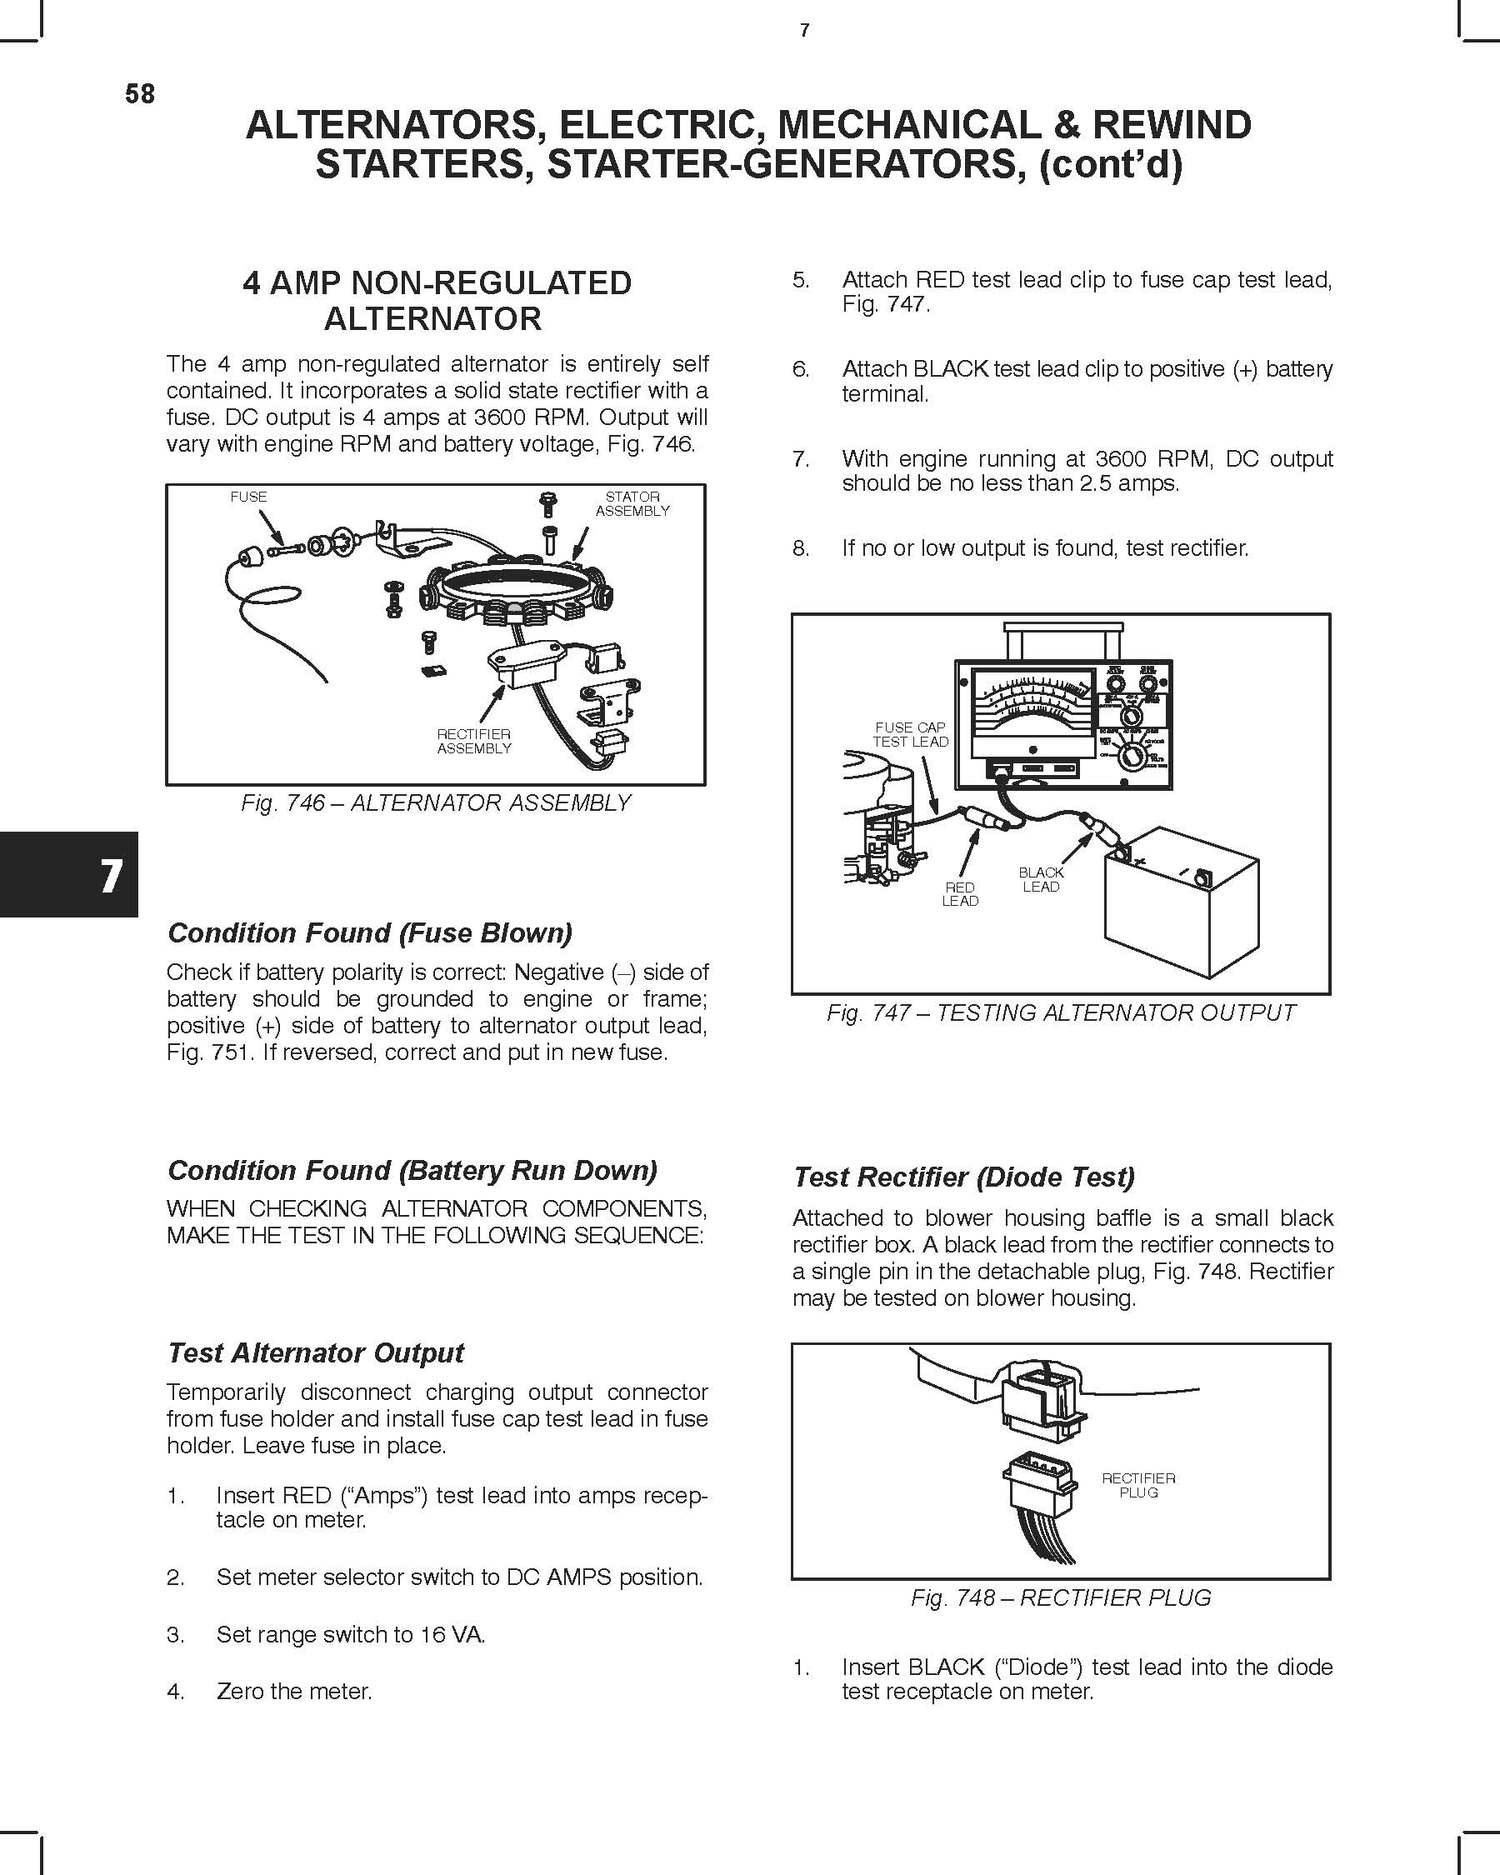 7
58
ALTERNATORS, ELECTRIC, MECHANICAL & REWIND
STARTERS, STARTER-GENERATORS, (cont’d)
4 AMP NON-REGULATED
ALTERNATOR
The 4 amp non-regulated alternator is entirely self
contained. It incorporates a solid state rectifier with a
fuse. DC output is 4 amps at 3600 RPM. Output will
vary with engine RPM and battery voltage, Fig. 746.
FUSE
STATOR
ASSEMBLY
RECTIFIER
ASSEMBLY
Fig. 746 – ALTERNATOR ASSEMBLY
7
Condition Found (Fuse Blown)
Check if battery polarity is correct: Negative (–) side of
battery should be grounded to engine or frame;
positive (+) side of battery to alternator output lead,
Fig. 751. If reversed, correct and put in new fuse.
Condition Found (Battery Run Down)
WHEN CHECKING ALTERNATOR COMPONENTS,
MAKE THE TEST IN THE FOLLOWING SEQUENCE:
Test Alternator Output
Temporarily disconnect charging output connector
from fuse holder and install fuse cap test lead in fuse
holder. Leave fuse in place.
1. Insert RED (“Amps”) test lead into amps recep-
tacle on meter.
2. Set meter selector switch to DC AMPS position.
3. Set range switch to 16 VA.
4. Zero the meter.
5. Attach RED test lead clip to fuse cap test lead,
Fig. 747.
6. Attach BLACK test lead clip to positive (+) battery
terminal.
7. With engine running at 3600 RPM, DC output
should be no less than 2.5 amps.
8. If no or low output is found, test rectifier.
FUSE CAP
TEST LEAD
RED
LEAD
BLACK
LEAD
Fig. 747 – TESTING ALTERNATOR OUTPUT
Test Rectifier (Diode Test)
Attached to blower housing baffle is a small black
rectifier box. A black lead from the rectifier connects to
a single pin in the detachable plug, Fig. 748. Rectifier
may be tested on blower housing.
RECTIFIER
PLUG
Fig. 748 – RECTIFIER PLUG
1. Insert BLACK (“Diode”) test lead into the diode
test receptacle on meter.